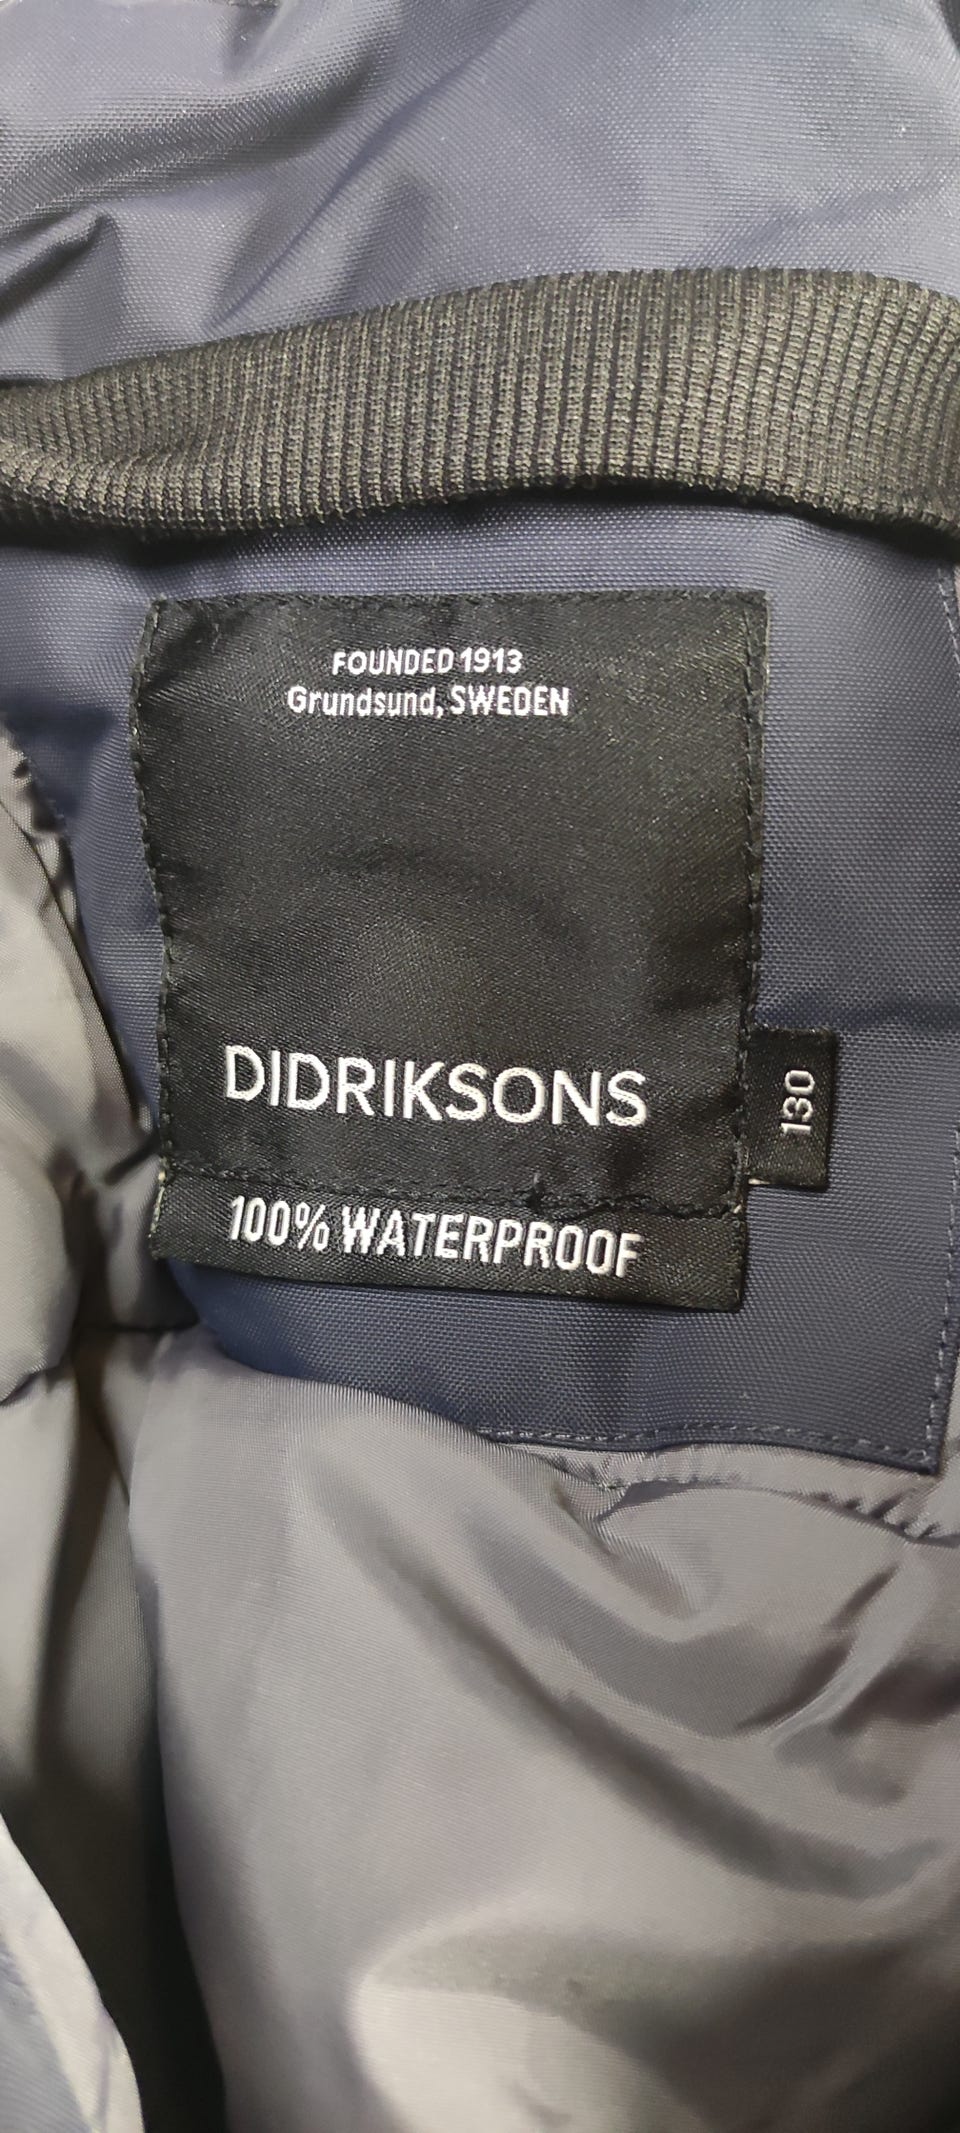 FOUNDED 1913
Grundsund, SWEDEN
DIDRIKSONS
130
100% WATERPROOF